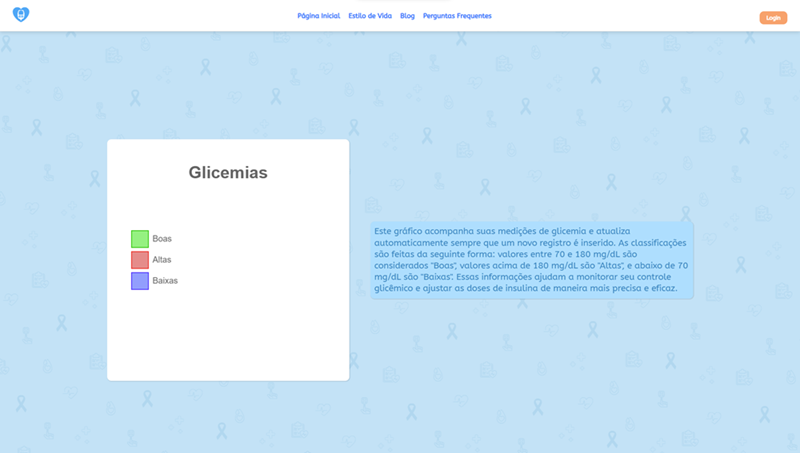 Página Inicial Estilo de Vida Blog Perguntas Frequentes
Login
Glicemias
Boas
Altas
Baixas
Este gráfico acompanha suas medições de glicemia e atualiza
automaticamente sempre que um novo registro é inserido. As classificações
são feitas da seguinte forma: valores entre 70 e 180 mg/dL são
considerados "Boas", valores acima de 180 mg/dL são "Altas", e abaixo de 70
mg/dL são "Baixas". Essas informações ajudam a monitorar seu controle
glicêmico e ajustar as doses de insulina de maneira mais precisa e eficaz.